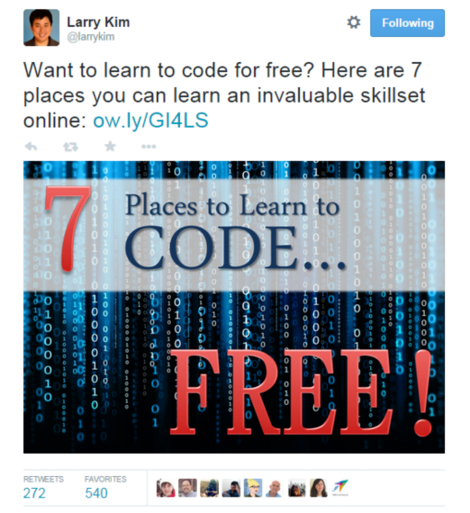 Larry Kim
@larrykim
Following
Want to learn to code for free? Here are 7
places you can learn an invaluable skillset
online: ow.ly/GI4LS
7 Places to Learn to
CODE...
FREE!
RETWEETS FAVORITES
272 540